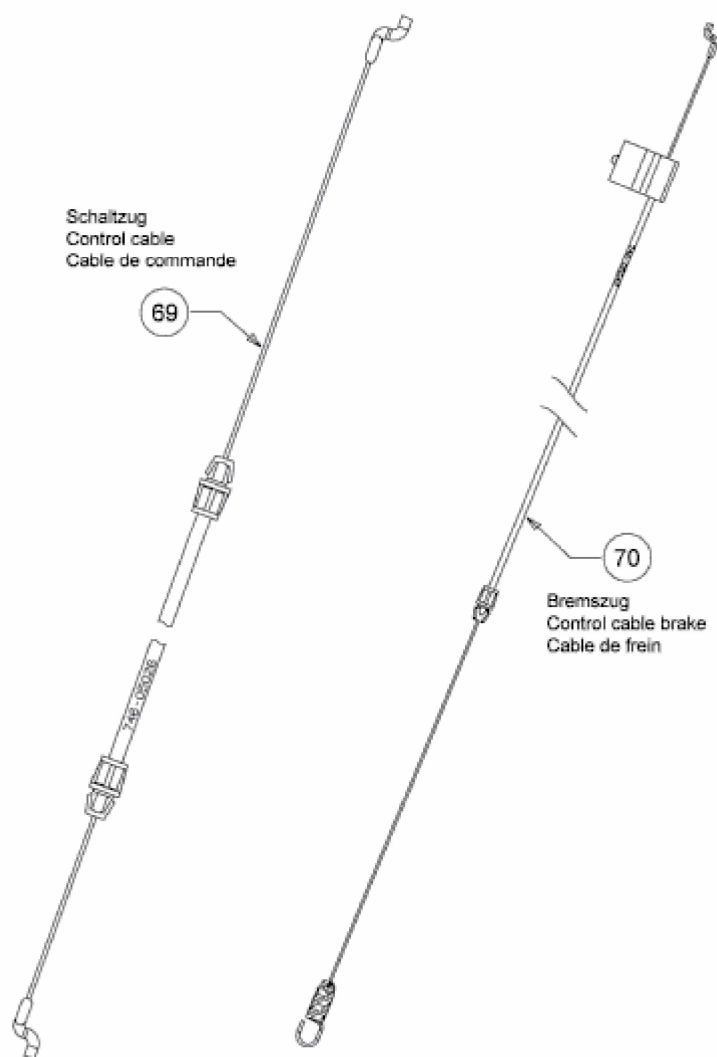 Schaltzug
Control cable
Cable de commande
69
70
Bremszug
Control cable brake
Cable de frein